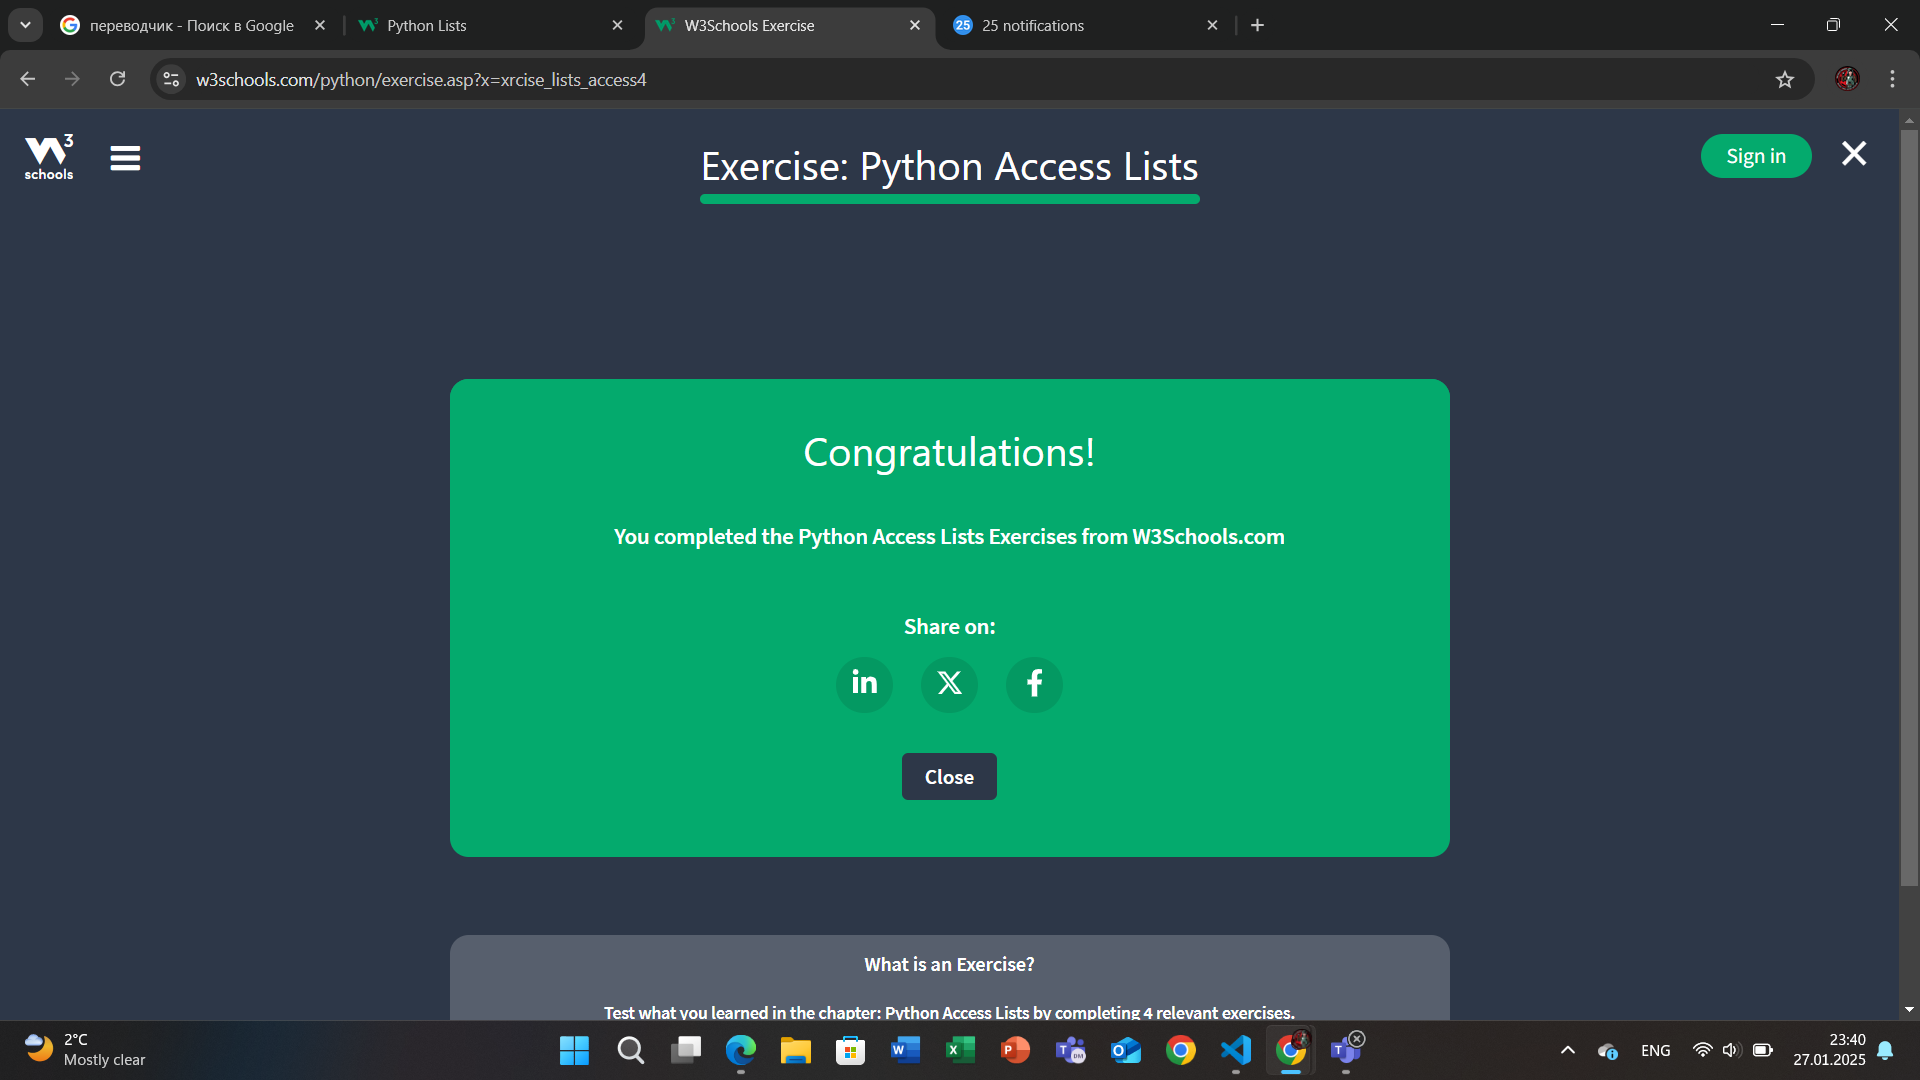 переводчик - Поиск в Google
Python Lists
W3Schools Exercise
25
25 notifications
w3schools.com/python/exercise.asp?x=xrcise_lists_access4
3
schools
Exercise: Python Access Lists
Sign in
Congratulations!
You completed the Python Access Lists Exercises from W3Schools.com
Share on:
in
X
f
Close
What is an Exercise?
Test what you learned in the chapter: Python Access Lists by completing 4 relevant exercises.
2°C
Mostly clear
ENG
23:40
27.01.2025